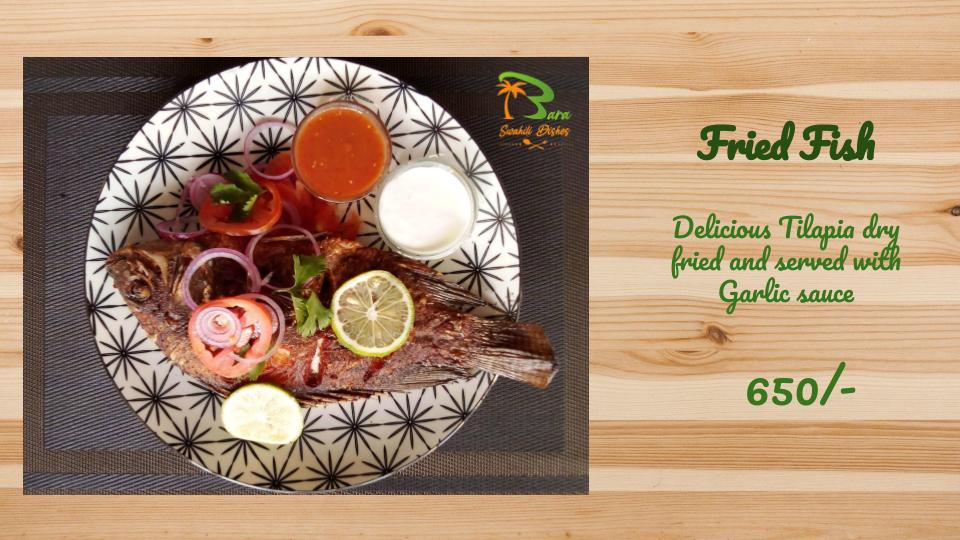 Bara
Swahili Dishes
Fried Fish
Delicious Tilapia dry
fried and served with
Garlic sauce
650/-